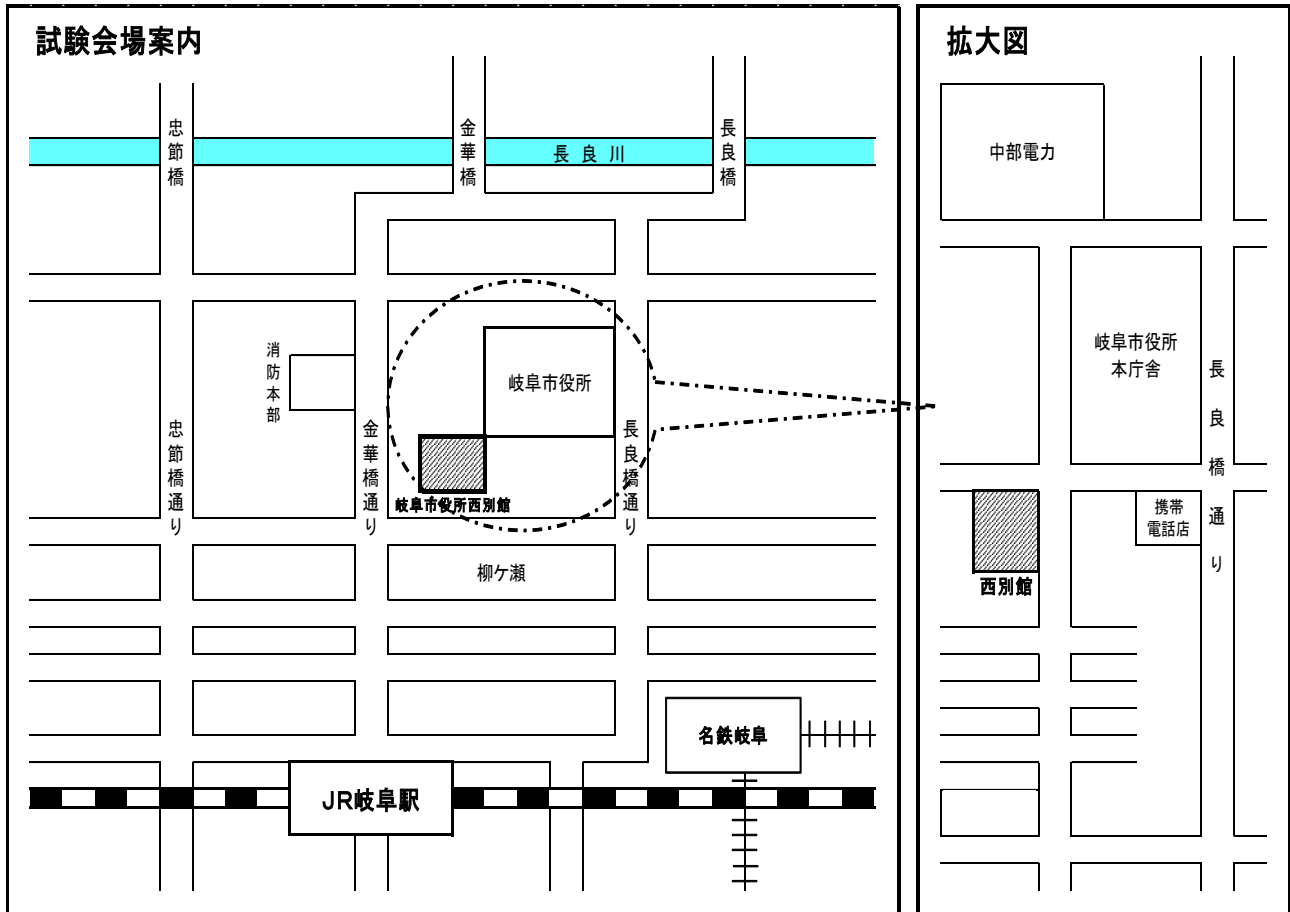 試験会場案内
忠節橋
金華橋
長良橋
長良川
消防本部
岐阜市役所
忠節橋通り
金華橋通り
長良橋通り
岐阜市役所西別館
柳ケ瀬
名鉄岐阜
JR岐阜駅
拡大図
中部電力
岐阜市役所
本庁舎
長良橋通り
携帯
電話店
西別館